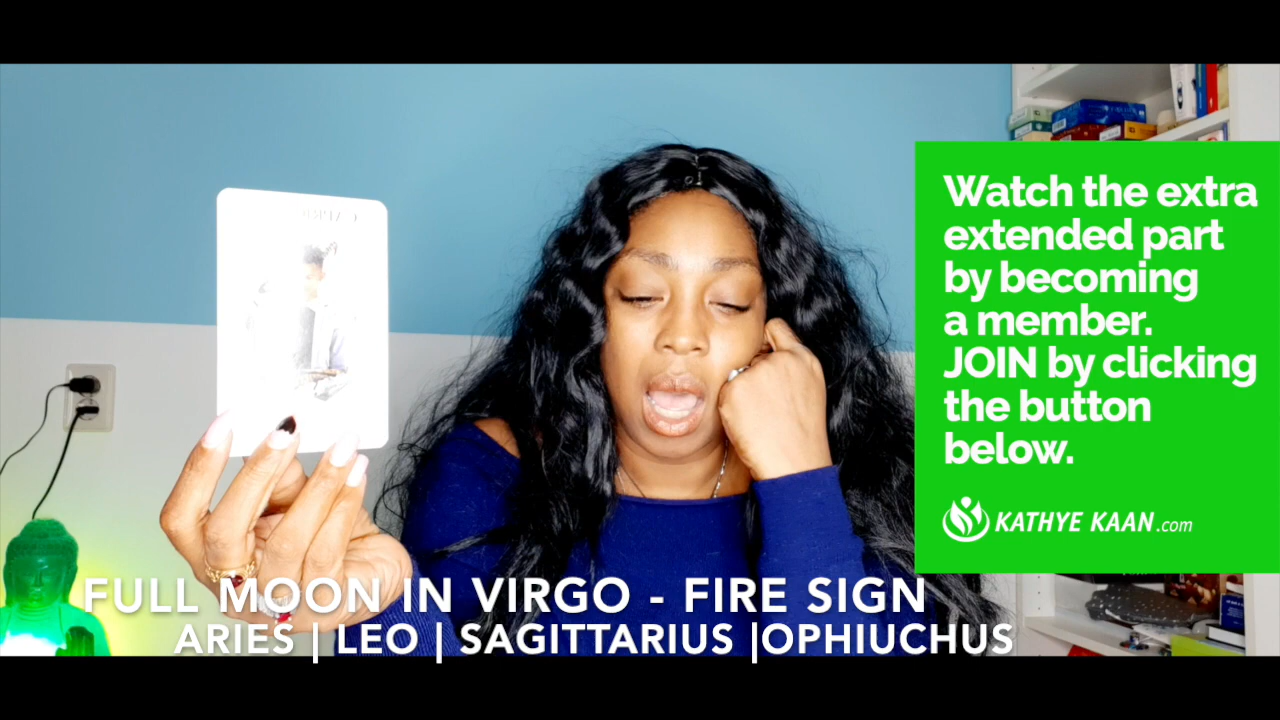 Watch the extra
extended part
by becoming
a member.
JOIN by clicking
the button
below.
KATHYE KAAN.com
FULL MOON IN VIRGO - FIRE SIGN
ARIES | LEO | SAGITTARIUS |OPHIUCHUS